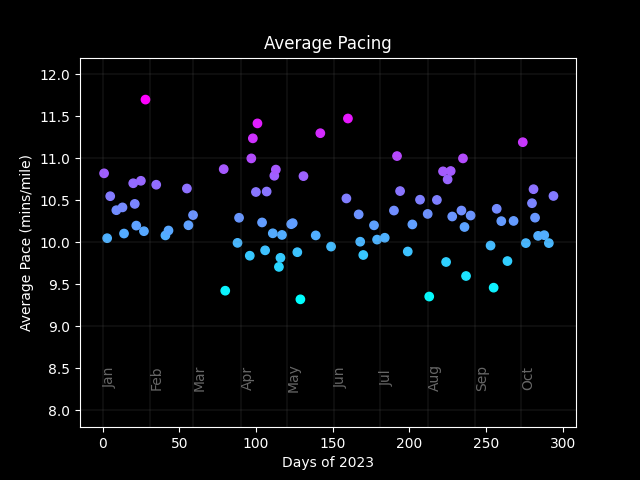 Average Pacing
12.0
11.5
11.0
10.5
10.0
9.5
9.0
8.5
8.0
Average Pace (mins/mile)
Jan Feb Mar Apr May Jun Jul Aug Sep Oct
0 50 100 150 200 250 300
Days of 2023